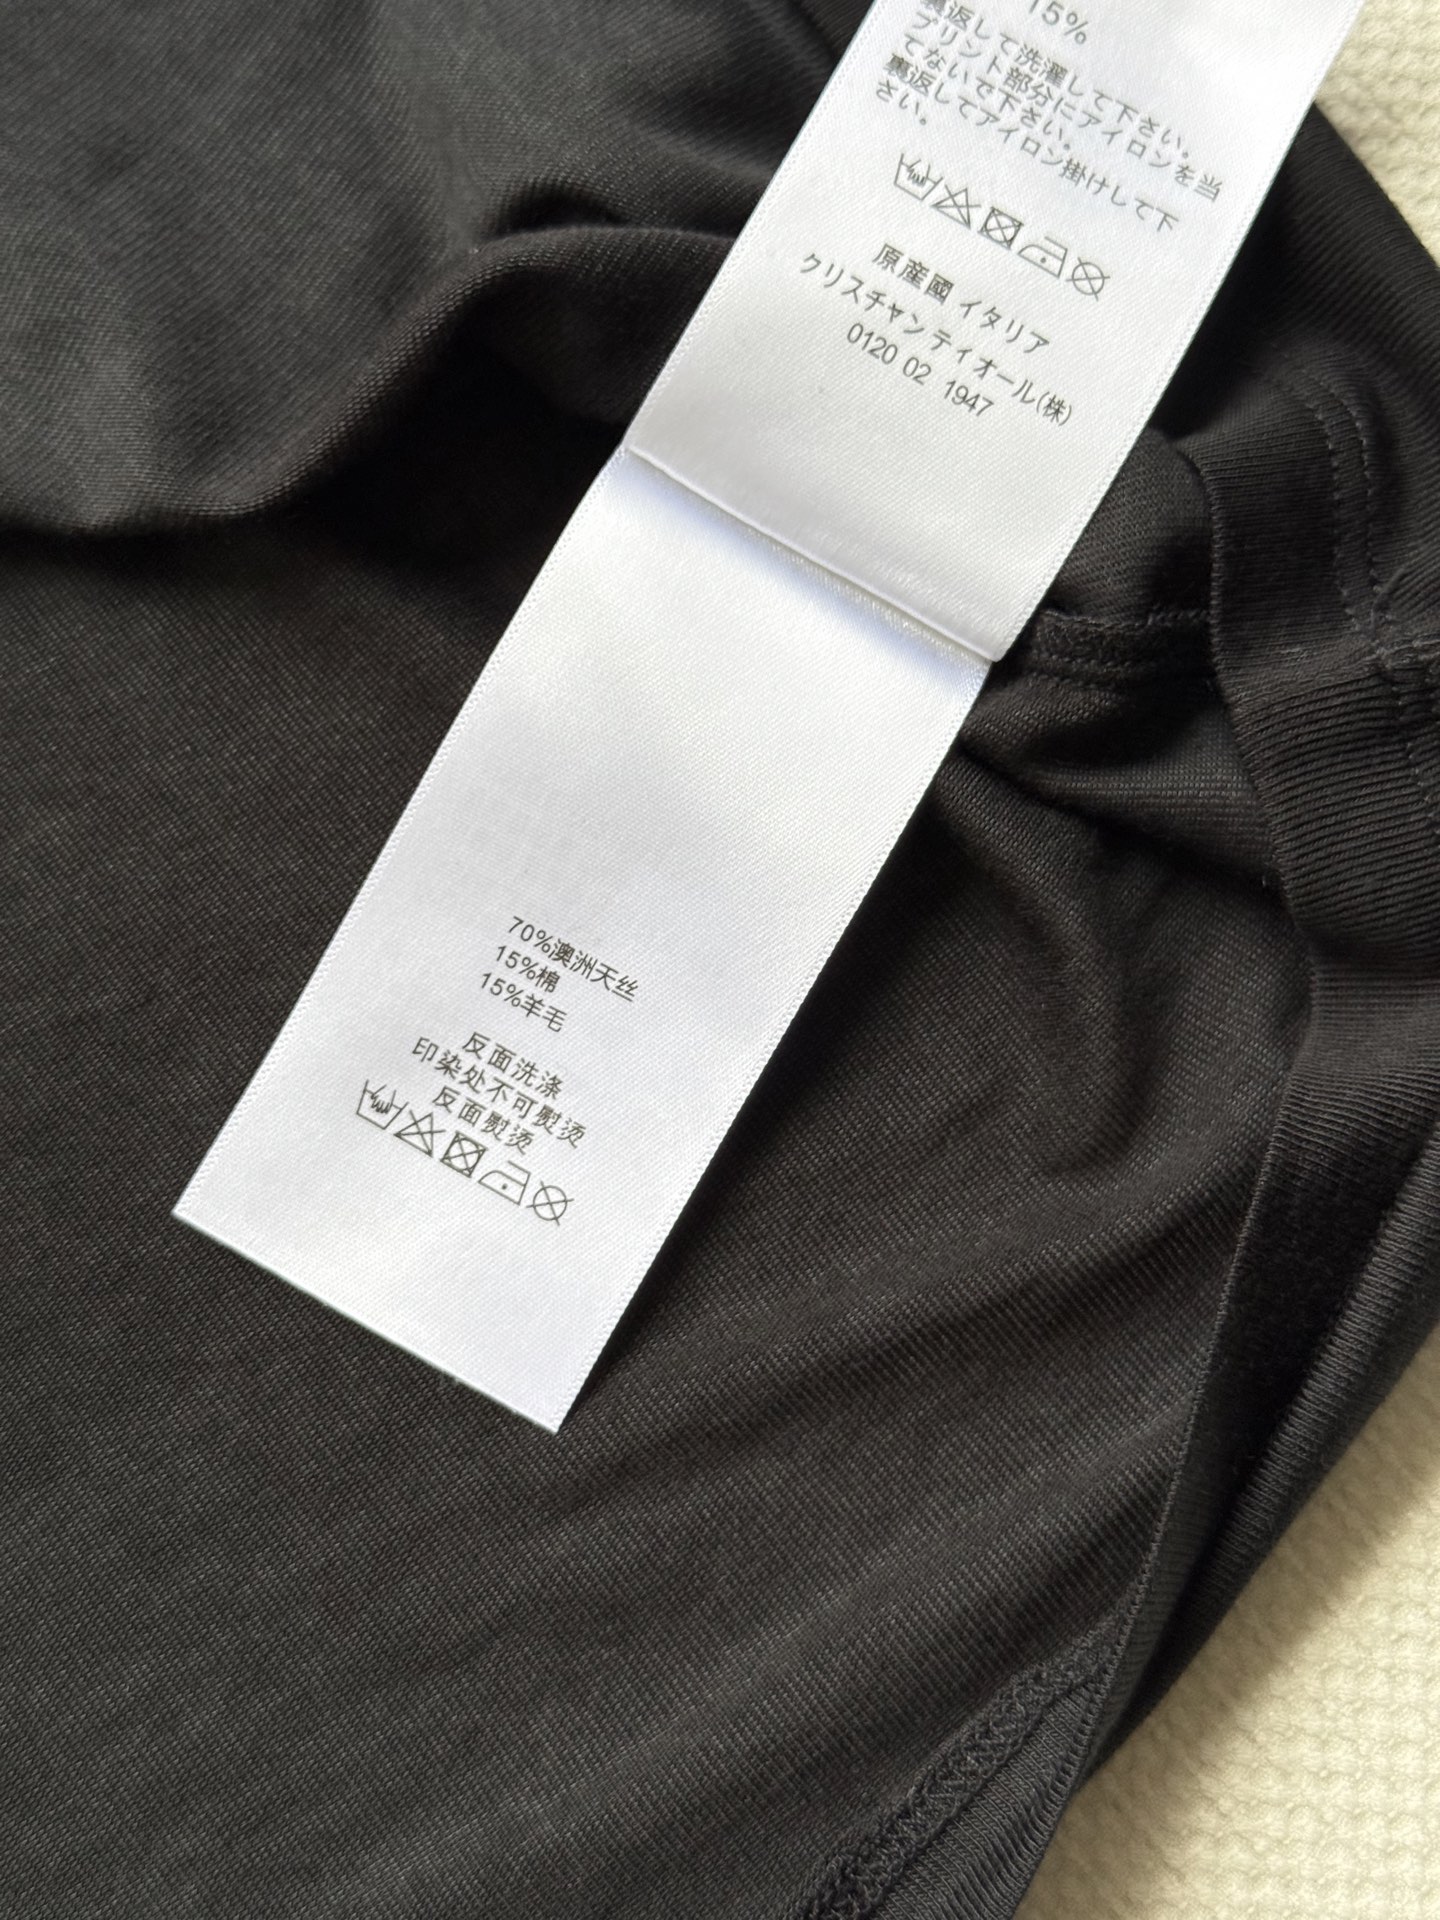 15%
裏返して洗濯して下さい。
プリント部分にアイロンを当
てないで下さい。
裏返してアイロン掛けして下
さい。
原産國 イタリア
クリスチャンディオール(株)
0120 02 1947
70%澳洲天丝
15%棉
15%羊毛
反面洗涤
印染处不可熨烫
反面熨烫